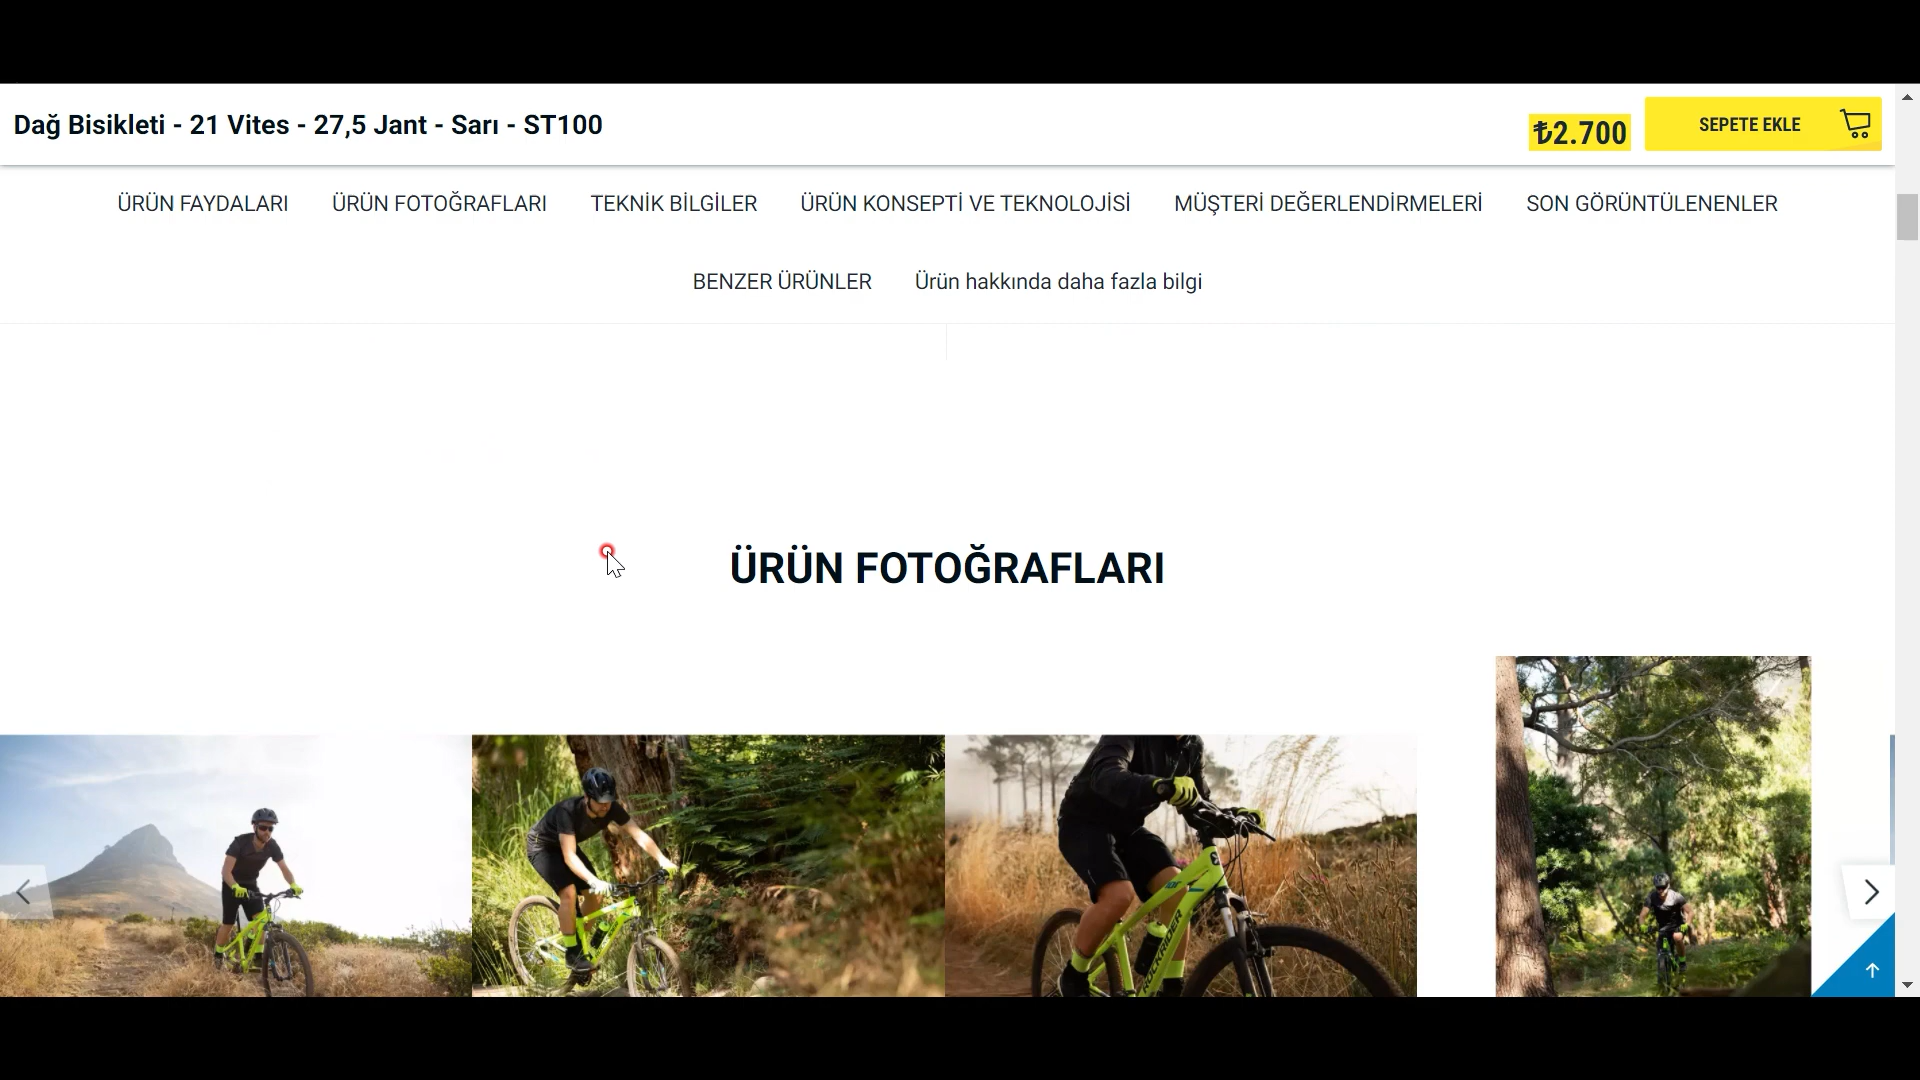 Dağ Bisikleti - 21 Vites - 27,5 Jant - Sarı - ST100
₺2.700
SEPETE EKLE
ÜRÜN FAYDALARI ÜRÜN FOTOĞRAFLARI TEKNİK BİLGİLER ÜRÜN KONSEPTİ VE TEKNOLOJİSİ MÜŞTERİ DEĞERLENDİRMELERİ SON GÖRÜNTÜLENENLER
BENZER ÜRÜNLER Ürün hakkında daha fazla bilgi
ÜRÜN FOTOĞRAFLARI